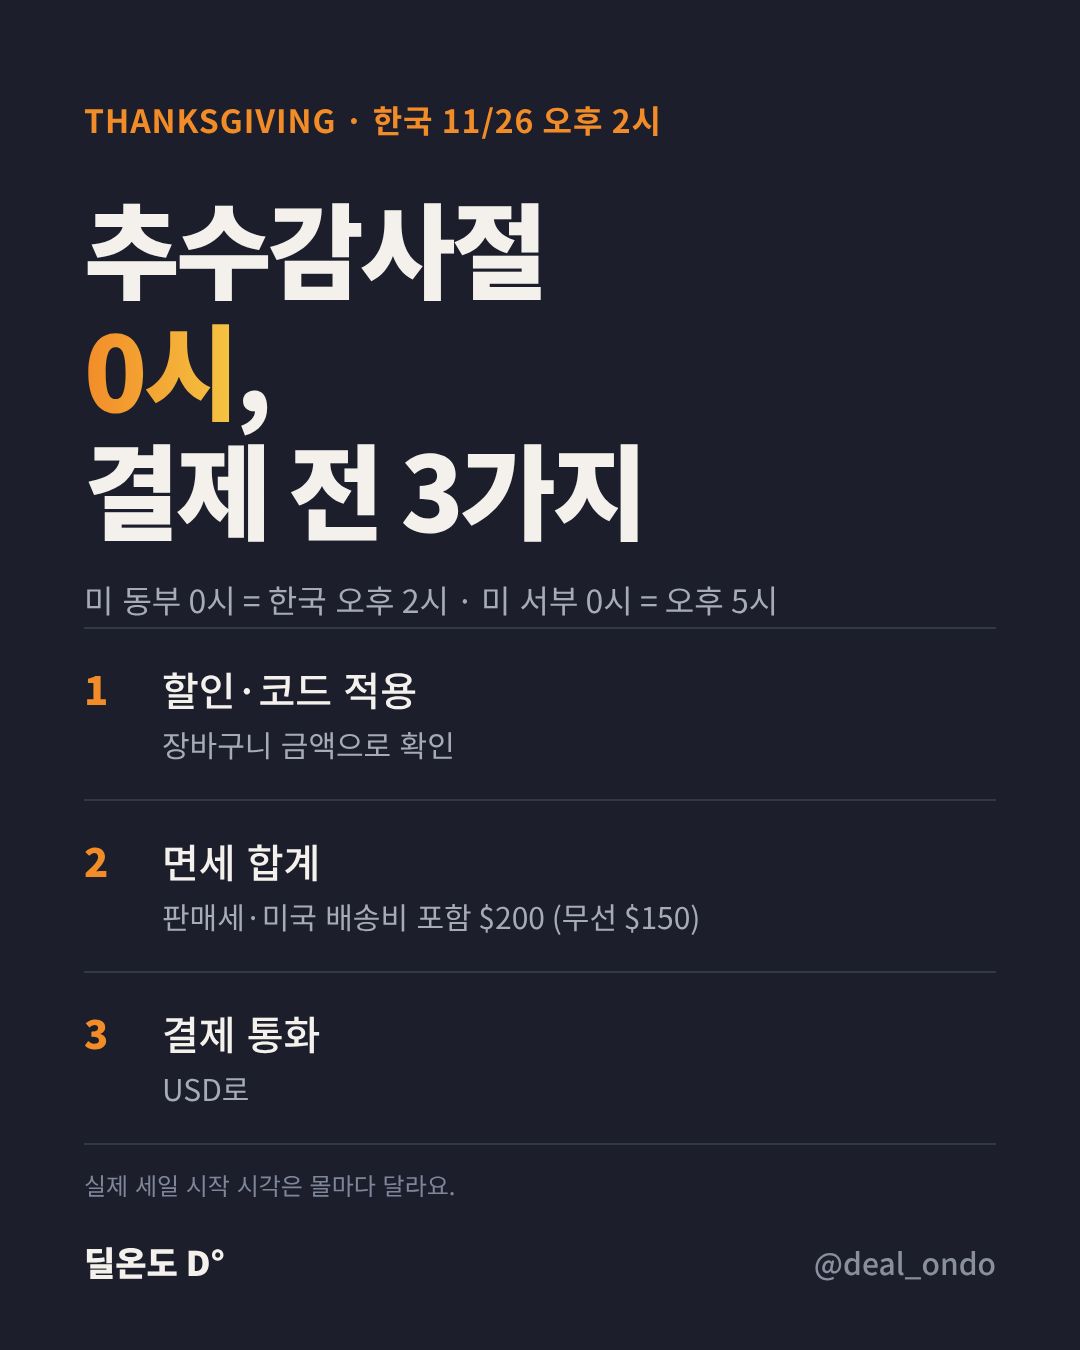 THANKSGIVING · 한국 11/26 오후 2시
추수감사절
0시,
결제 전 3가지
미 동부 0시 = 한국 오후 2시 · 미 서부 0시 = 오후 5시
1 할인·코드 적용
장바구니 금액으로 확인
2 면세 합계
판매세·미국 배송비 포함 $200 (무선 $150)
3 결제 통화
USD로
실제 세일 시작 시각은 몰마다 달라요.
딜온도 D° @deal_ondo